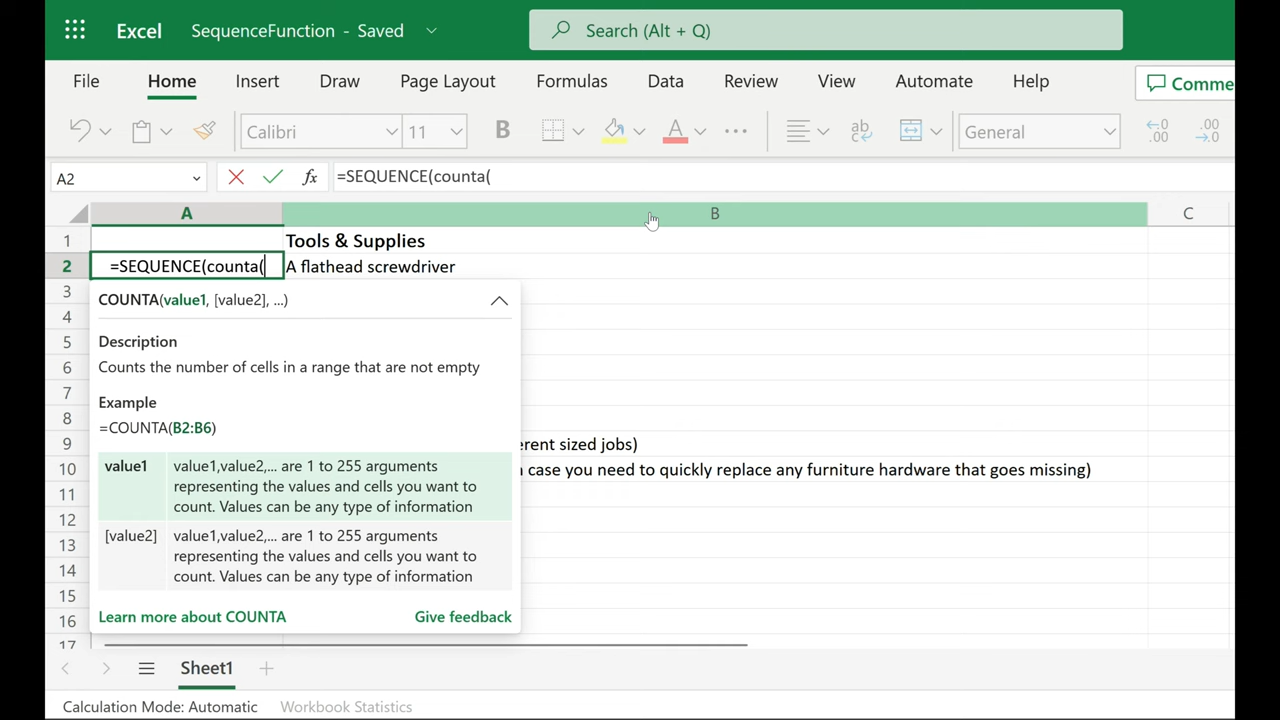 Excel SequenceFunction - Saved Search (Alt + Q)
File Home Insert Draw Page Layout Formulas Data Review View Automate Help Comme
Calibri 11 B A ab General .00 .00
A2 fx =SEQUENCE(counta(
A B C
1 Tools & Supplies
2 =SEQUENCE(counta( A flathead screwdriver
3 COUNTA(value1, [value2], ...)
4
5 Description
6 Counts the number of cells in a range that are not empty
7 Example
8 =COUNTA(B2:B6)
9 erent sized jobs)
10 value1 value1,value2,... are 1 to 255 arguments case you need to quickly replace any furniture hardware that goes missing)
11 representing the values and cells you want to
count. Values can be any type of information
12
13 [value2] value1,value2,... are 1 to 255 arguments
14 representing the values and cells you want to
15 count. Values can be any type of information
16 Learn more about COUNTA Give feedback
17
Sheet1
Calculation Mode: Automatic Workbook Statistics